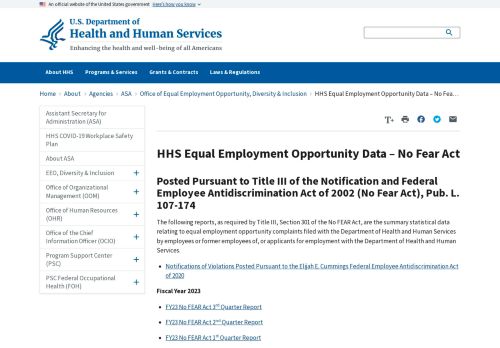 An official website of the United States government Here's how you know
U.S. Department of
Health and Human Services
Enhancing the health and well-being of all Americans
About HHS Programs & Services Grants & Contracts Laws & Regulations
Home › About › Agencies › ASA › Office of Equal Employment Opportunity, Diversity & Inclusion › HHS Equal Employment Opportunity Data – No Fea…
Assistant Secretary for
Administration (ASA)
HHS COVID-19 Workplace Safety
Plan
About ASA
EEO, Diversity & Inclusion
Office of Organizational
Management (OOM)
Office of Human Resources
(OHR)
Office of the Chief
Information Officer (OCIO)
Program Support Center
(PSC)
PSC Federal Occupational
Health (FOH)
T+
HHS Equal Employment Opportunity Data – No Fear Act
Posted Pursuant to Title III of the Notification and Federal
Employee Antidiscrimination Act of 2002 (No Fear Act), Pub. L.
107-174
The following reports, as required by Title III, Section 301 of the No FEAR Act, are the summary statistical data
relating to equal employment opportunity complaints filed with the Department of Health and Human Services
by employees or former employees of, or applicants for employment with the Department of Health and Human
Services.
Notifications of Violations Posted Pursuant to the Elijah E. Cummings Federal Employee Antidiscrimination Act
of 2020
Fiscal Year 2023
FY23 No FEAR Act 3rd Quarter Report
FY23 No FEAR Act 2nd Quarter Report
FY23 No FEAR Act 1st Quarter Report